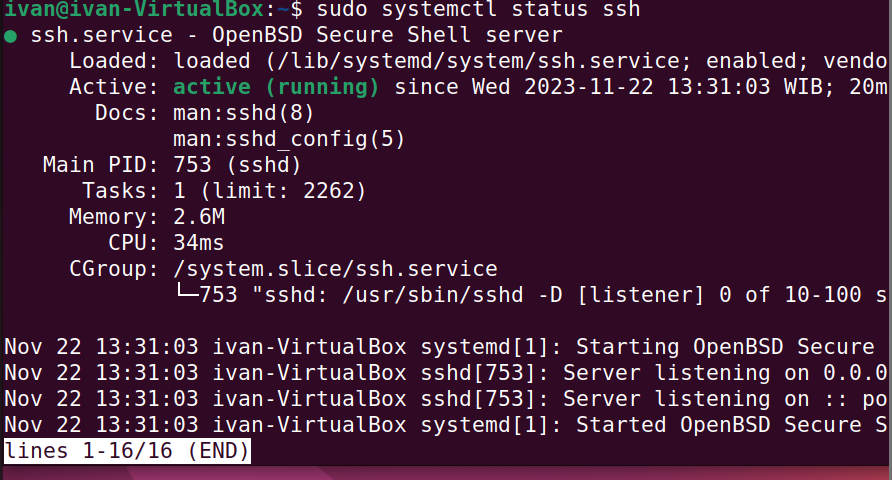 ivan@ivan-VirtualBox:~$ sudo systemctl status ssh
● ssh.service - OpenBSD Secure Shell server
     Loaded: loaded (/lib/systemd/system/ssh.service; enabled; vendo
     Active: active (running) since Wed 2023-11-22 13:31:03 WIB; 20m
       Docs: man:sshd(8)
             man:sshd_config(5)
   Main PID: 753 (sshd)
      Tasks: 1 (limit: 2262)
     Memory: 2.6M
        CPU: 34ms
     CGroup: /system.slice/ssh.service
             └─753 "sshd: /usr/sbin/sshd -D [listener] 0 of 10-100 s
Nov 22 13:31:03 ivan-VirtualBox systemd[1]: Starting OpenBSD Secure
Nov 22 13:31:03 ivan-VirtualBox sshd[753]: Server listening on 0.0.0
Nov 22 13:31:03 ivan-VirtualBox sshd[753]: Server listening on :: po
Nov 22 13:31:03 ivan-VirtualBox systemd[1]: Started OpenBSD Secure S
lines 1-16/16 (END)